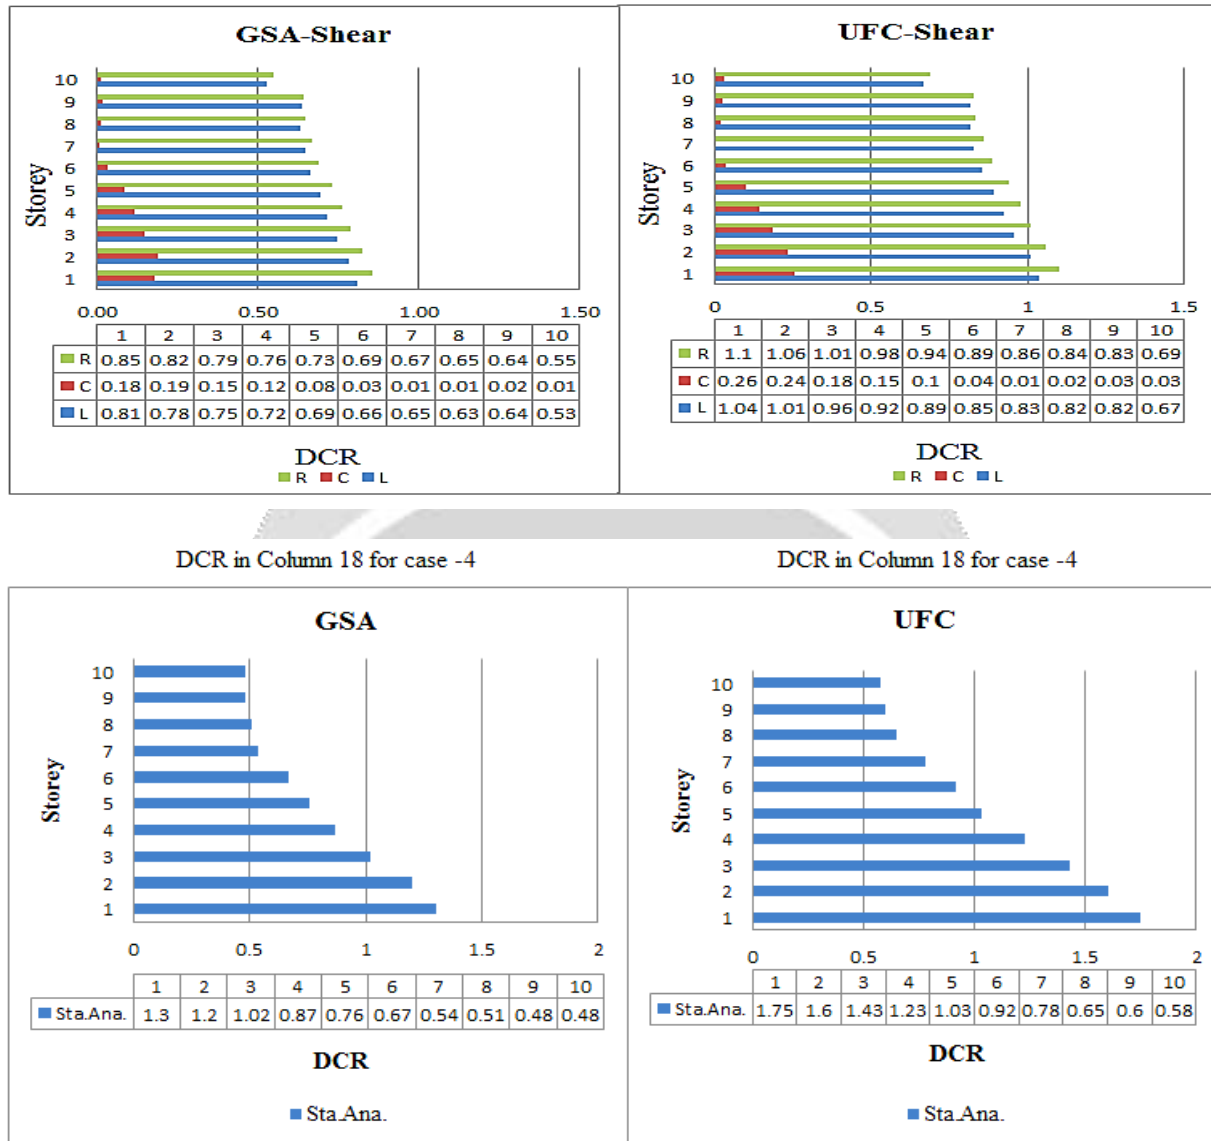 GSA-Shear
Storey
10
9
8
7
6
5
4
3
2
1
0.00 0.50 1.00 1.50
1 2 3 4 5 6 7 8 9 10
R 0.85 0.82 0.79 0.76 0.73 0.69 0.67 0.65 0.64 0.55
C 0.18 0.19 0.15 0.12 0.08 0.03 0.01 0.01 0.02 0.01
L 0.81 0.78 0.75 0.72 0.69 0.66 0.65 0.63 0.64 0.53
DCR
R C L
UFC-Shear
Storey
10
9
8
7
6
5
4
3
2
1
0 0.5 1 1.5
1 2 3 4 5 6 7 8 9 10
R 1.1 1.06 1.01 0.98 0.94 0.89 0.86 0.84 0.83 0.69
C 0.26 0.24 0.18 0.15 0.1 0.04 0.01 0.02 0.03 0.03
L 1.04 1.01 0.96 0.92 0.89 0.85 0.83 0.82 0.82 0.67
DCR
R C L
DCR in Column 18 for case -4
DCR in Column 18 for case -4
GSA
Storey
10
9
8
7
6
5
4
3
2
1
0 0.5 1 1.5 2
1 2 3 4 5 6 7 8 9 10
Sta.Ana. 1.3 1.2 1.02 0.87 0.76 0.67 0.54 0.51 0.48 0.48
DCR
Sta.Ana.
UFC
Storey
10
9
8
7
6
5
4
3
2
1
0 0.5 1 1.5 2
1 2 3 4 5 6 7 8 9 10
Sta.Ana. 1.75 1.6 1.43 1.23 1.03 0.92 0.78 0.65 0.6 0.58
DCR
Sta.Ana.